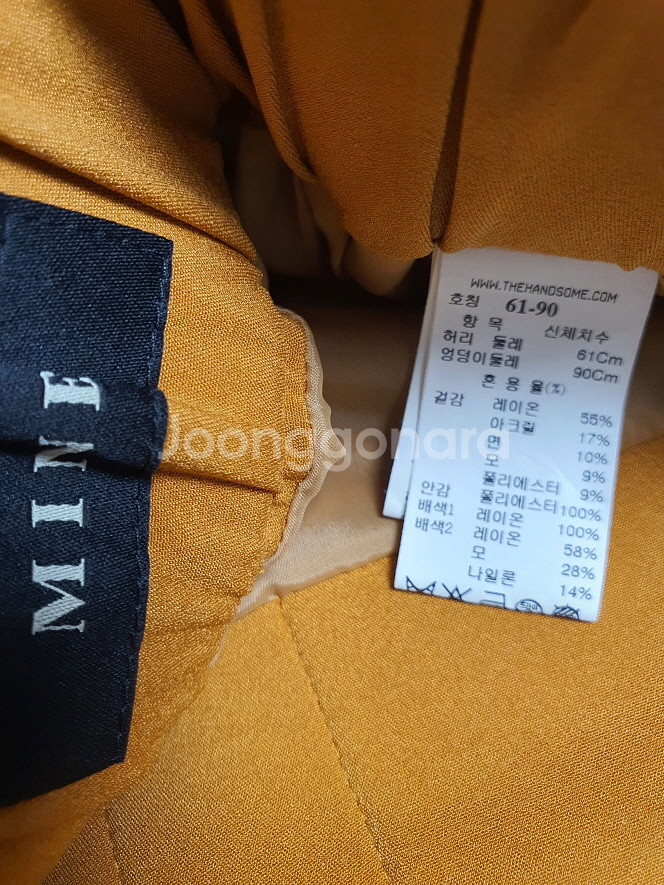 MINE
WWW.THEHANDSOME.COM
호칭 61-90
항 목 신체치수
허리 둘레 61Cm
엉덩이둘레 90Cm
혼 용 율(%)
겉감 레이온 55%
아크릴 17%
면 10%
모 9%
폴리에스터 9%
안감 폴리에스터 100%
배색1 레이온 100%
배색2 레이온 58%
모 28%
나일론 14%
Joonggonara